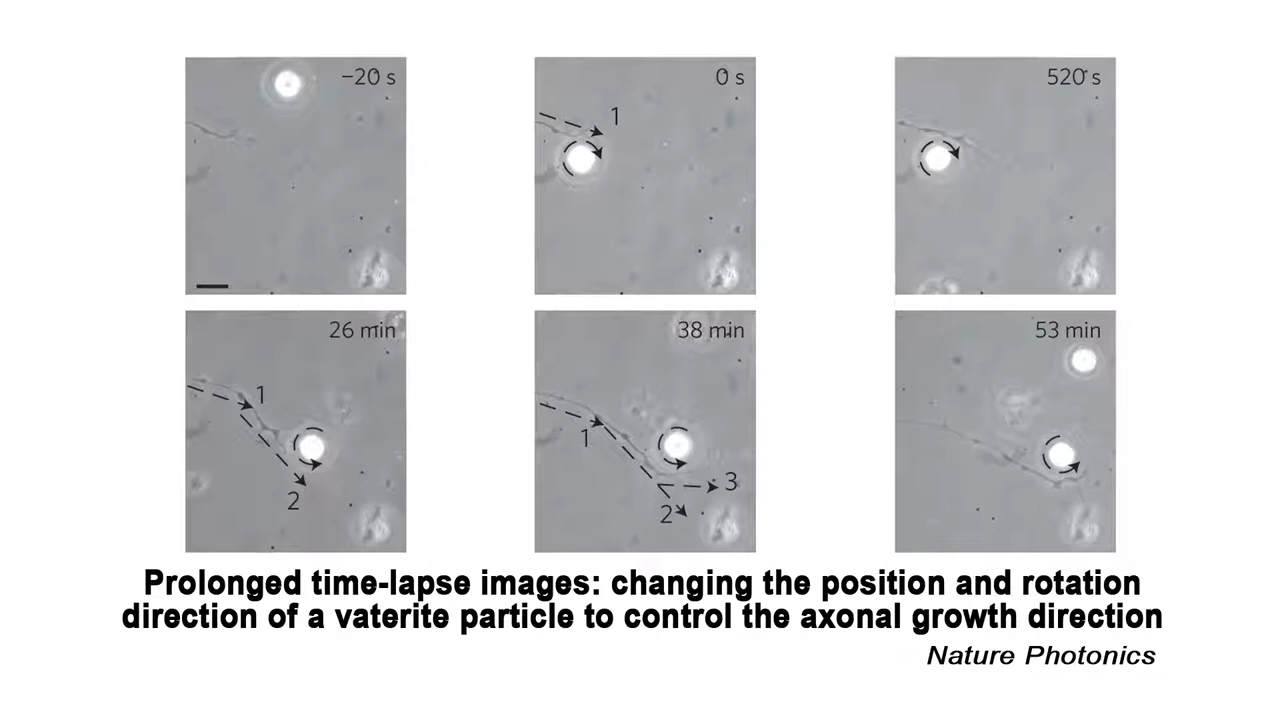 −20 s
0 s
1
520 s
26 min
1
2
38 min
1
3
2
53 min
Prolonged time-lapse images: changing the position and rotation
direction of a vaterite particle to control the axonal growth direction
Nature Photonics